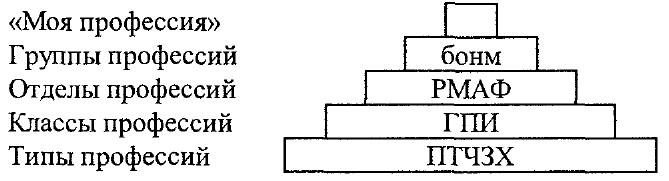 «Моя профессия»
Группы профессий бонм
Отделы профессий РМАФ
Классы профессий ГПИ
Типы профессий ПТЧЗХ